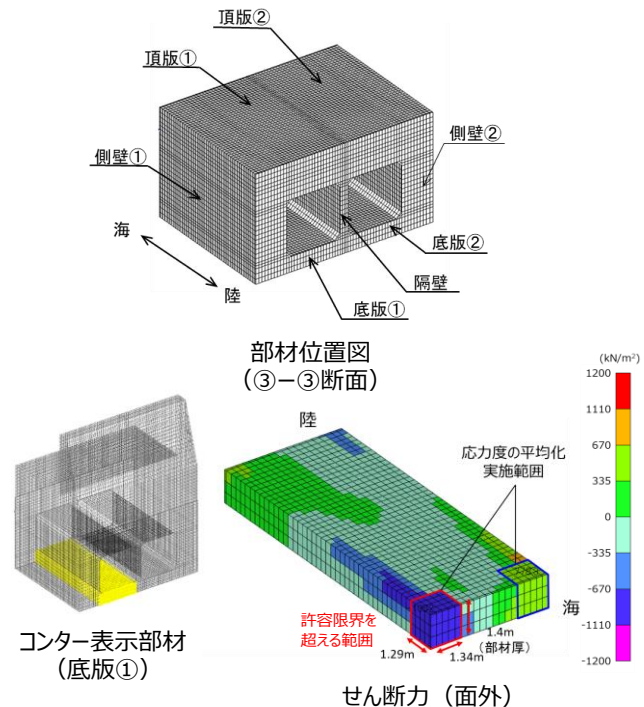 頂版②
頂版①
側壁②
側壁①
海
陸
底版②
隔壁
底版①
部材位置図
（③－③断面）
(kN/m²)
1200
1110
670
335
0
-335
-670
-1110
-1200
陸
応力度の平均化
実施範囲
海
許容限界を
超える範囲
1.29m
1.34m
1.4m
（部材厚）
コンター表示部材
（底版①）
せん断力（面外）